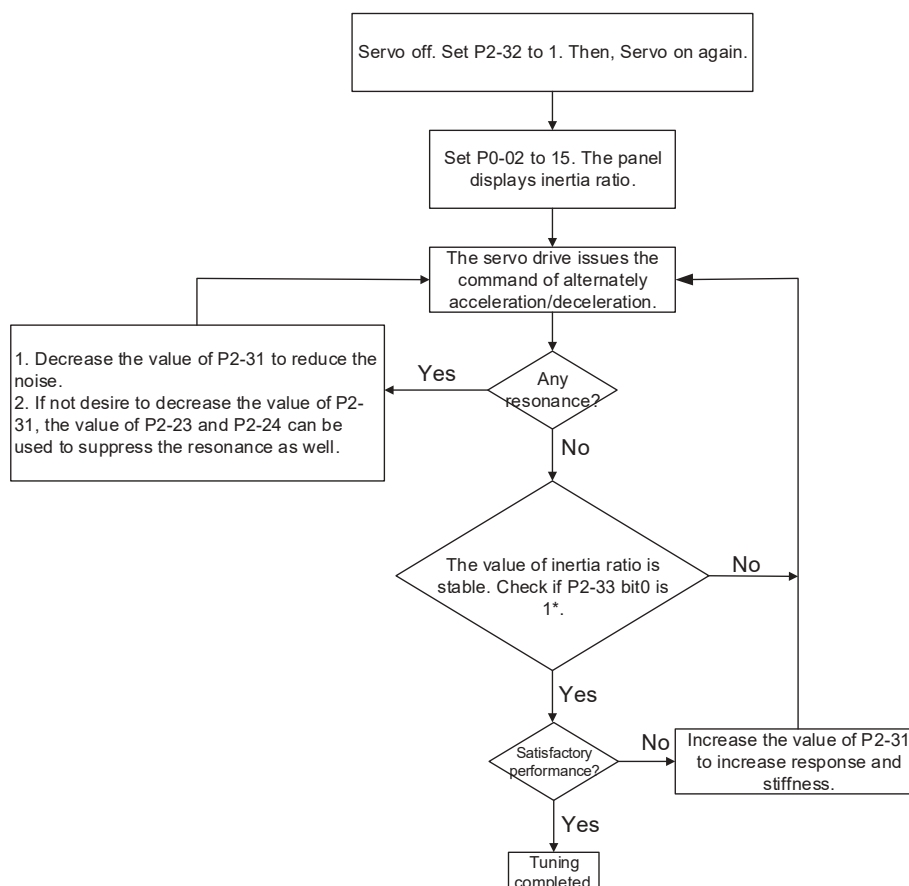 Servo off. Set P2-32 to 1. Then, Servo on again.
Set P0-02 to 15. The panel
displays inertia ratio.
The servo drive issues the
command of alternately
acceleration/deceleration.
1. Decrease the value of P2-31 to reduce the
noise.
2. If not desire to decrease the value of P2-
31, the value of P2-23 and P2-24 can be
used to suppress the resonance as well.
Yes
Any
resonance?
No
The value of inertia ratio is
stable. Check if P2-33 bit0 is
1*.
No
Yes
Satisfactory
performance?
No
Increase the value of P2-31
to increase response and
stiffness.
Yes
Tuning
completed